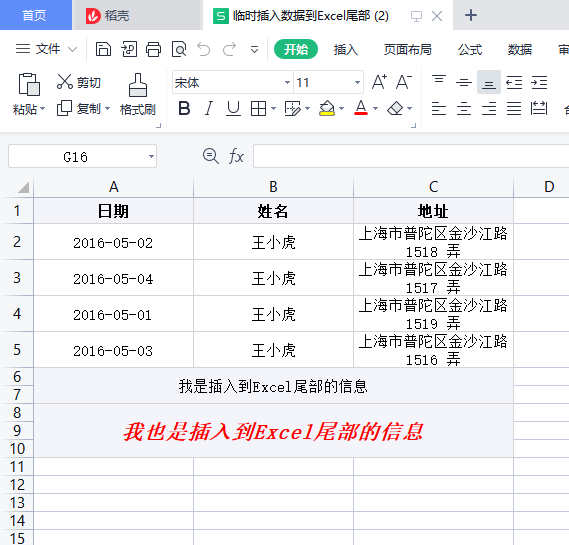 首页
稻壳
临时插入数据到Excel尾部 (2)
文件
开始
插入
页面布局
公式
数据
粘贴
剪切
复制
格式刷
宋体
11
A+
A-
B
I
U
A
G16
fx
A
B
C
D
1
日期
姓名
地址
2
2016-05-02
王小虎
上海市普陀区金沙江路
1518 弄
3
2016-05-04
王小虎
上海市普陀区金沙江路
1517 弄
4
2016-05-01
王小虎
上海市普陀区金沙江路
1519 弄
5
2016-05-03
王小虎
上海市普陀区金沙江路
1516 弄
6
我是插入到Excel尾部的信息
7
8
9
我也是插入到Excel尾部的信息
10
11
12
13
14
15